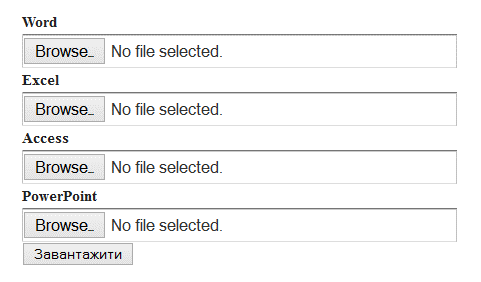 Word
Browse… No file selected.
Excel
Browse… No file selected.
Access
Browse… No file selected.
PowerPoint
Browse… No file selected.
Завантажити